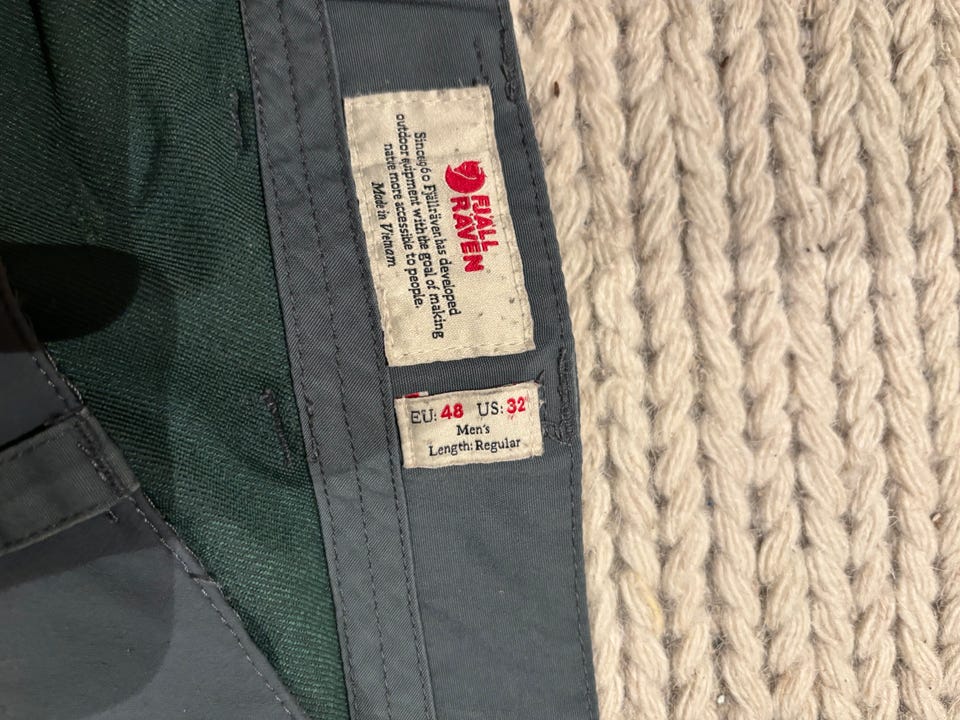 FJÄLL
RÄVEN
Since 1960 Fjällräven has developed
outdoor equipment with the goal of making
nature more accessible to people.
Made in Vietnam
EU: 48 US: 32
Men's
Length: Regular